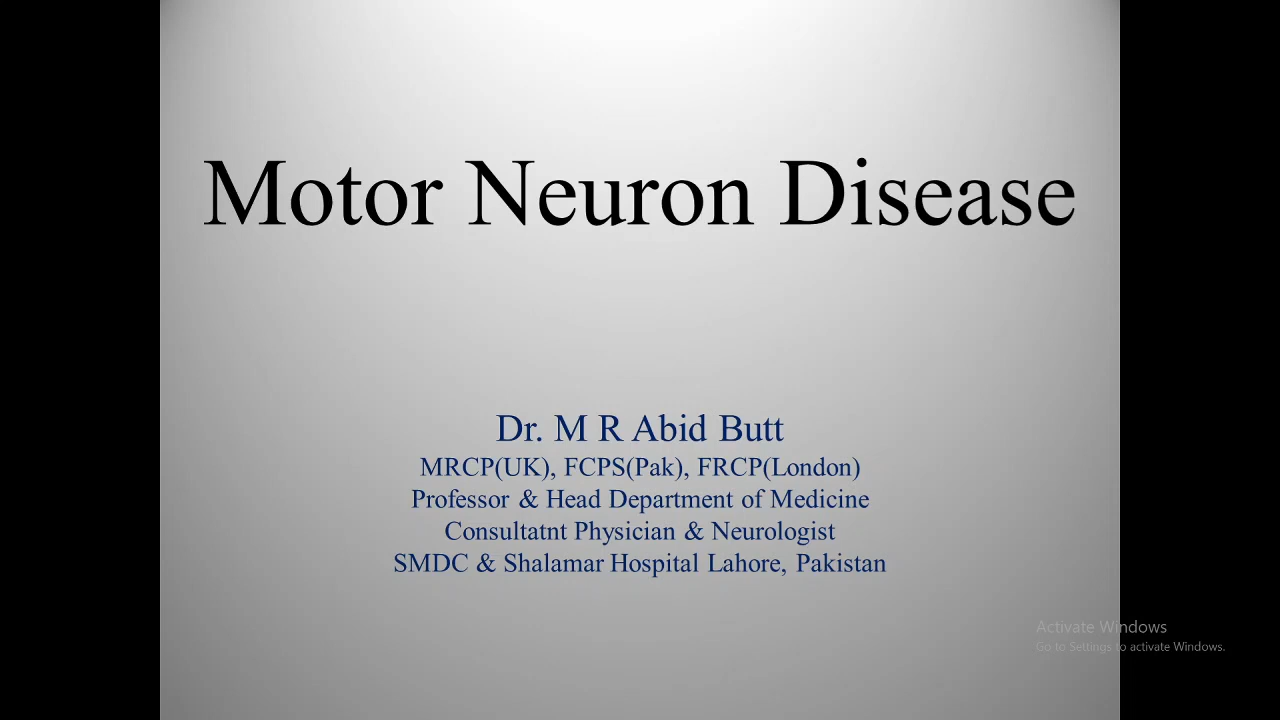 Motor Neuron Disease
Dr. M R Abid Butt
MRCP(UK), FCPS(Pak), FRCP(London)
Professor & Head Department of Medicine
Consultatnt Physician & Neurologist
SMDC & Shalamar Hospital Lahore, Pakistan
Activate Windows
Go to Settings to activate Windows.